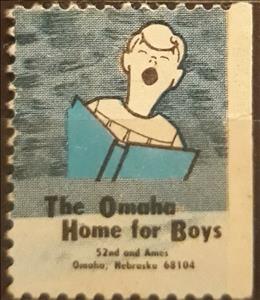 The Omaha
Home for Boys
52nd and Ames
Omaha, Nebraska 68104